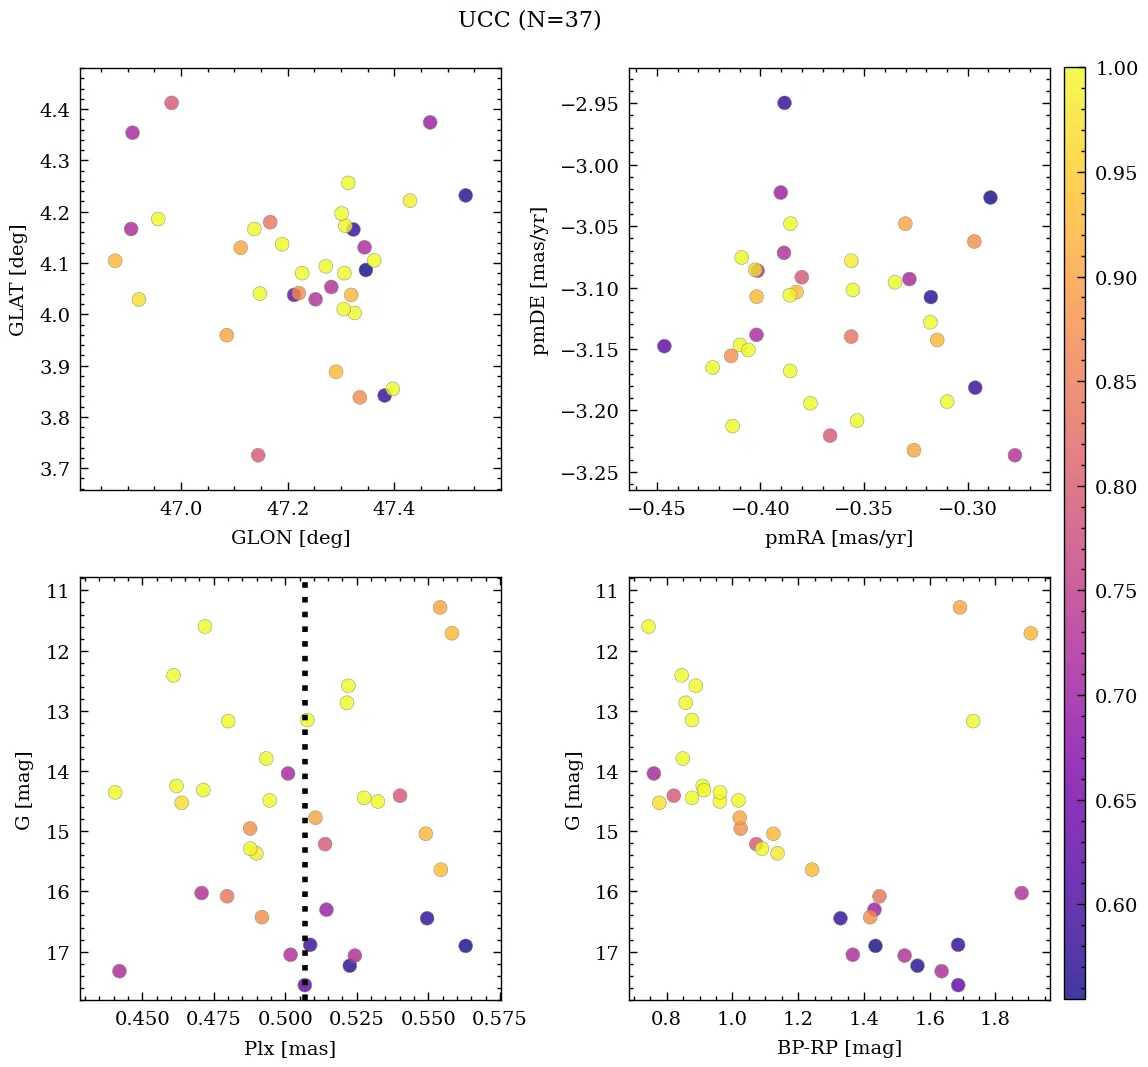 UCC (N=37)
4.4
4.3
4.2
4.1
4.0
3.9
3.8
3.7
GLAT [deg]
47.0 47.2 47.4
GLON [deg]
−2.95
−3.00
−3.05
−3.10
−3.15
−3.20
−3.25
pmDE [mas/yr]
−0.45 −0.40 −0.35 −0.30
pmRA [mas/yr]
11
12
13
14
15
16
17
G [mag]
0.450 0.475 0.500 0.525 0.550 0.575
Plx [mas]
11
12
13
14
15
16
17
G [mag]
0.8 1.0 1.2 1.4 1.6 1.8
BP-RP [mag]
1.00
0.95
0.90
0.85
0.80
0.75
0.70
0.65
0.60